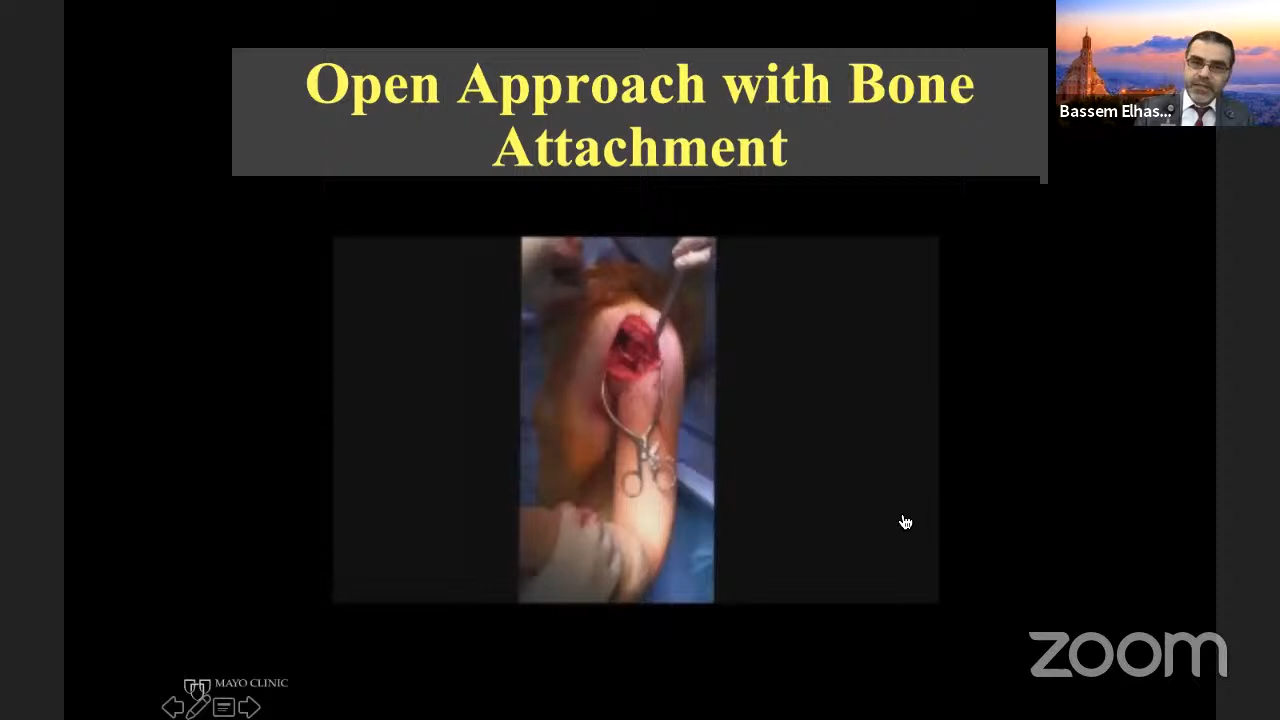 Open Approach with Bone
Attachment
Bassem Elhas...
MAYO CLINIC
zoom